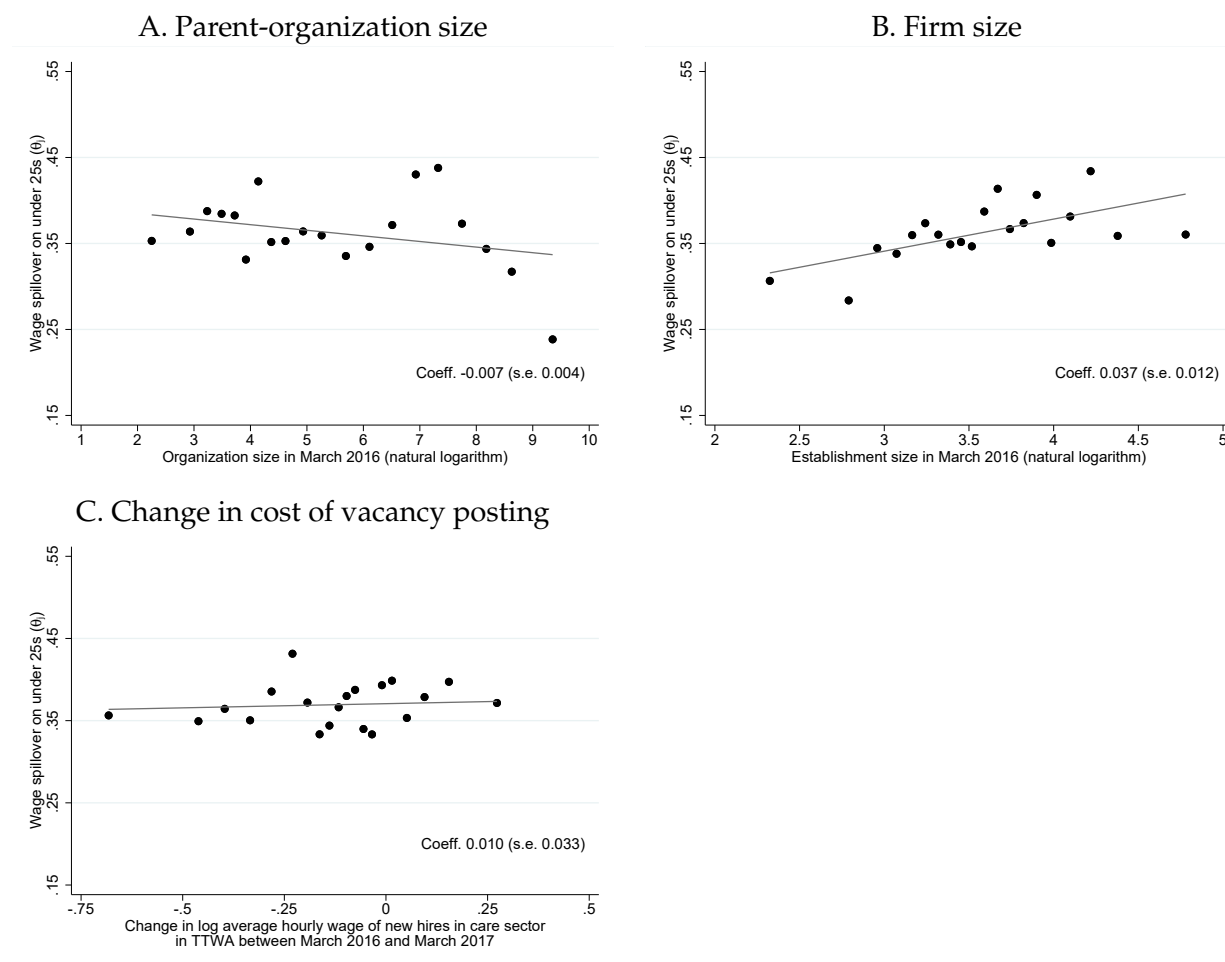 A. Parent-organization size
Wage spillover on under 25s (θj)
.55
.45
.35
.25
.15
Coeff. -0.007 (s.e. 0.004)
1 2 3 4 5 6 7 8 9 10
Organization size in March 2016 (natural logarithm)
B. Firm size
Wage spillover on under 25s (θj)
.55
.45
.35
.25
.15
Coeff. 0.037 (s.e. 0.012)
2 2.5 3 3.5 4 4.5 5
Establishment size in March 2016 (natural logarithm)
C. Change in cost of vacancy posting
Wage spillover on under 25s (θj)
.55
.45
.35
.25
.15
Coeff. 0.010 (s.e. 0.033)
-.75 -.5 -.25 0 .25 .5
Change in log average hourly wage of new hires in care sector
in TTWA between March 2016 and March 2017